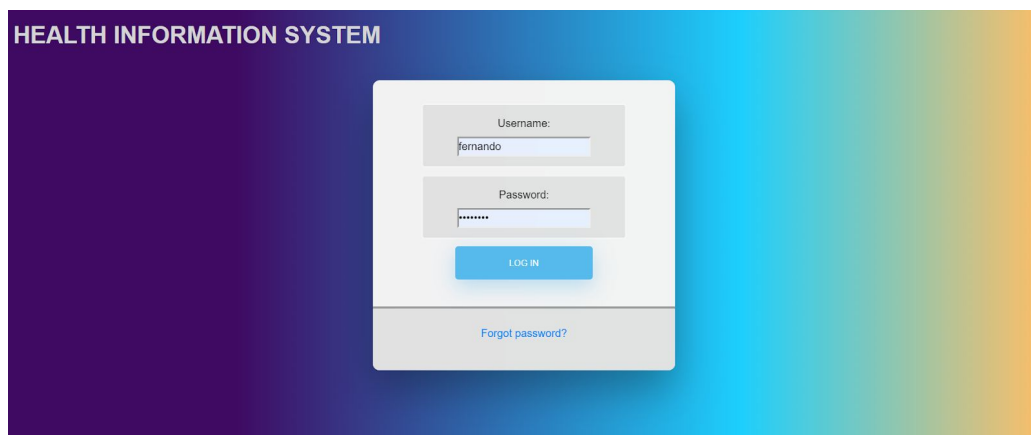 HEALTH INFORMATION SYSTEM
Username:
fernando
Password:
••••••••
LOG IN
Forgot password?